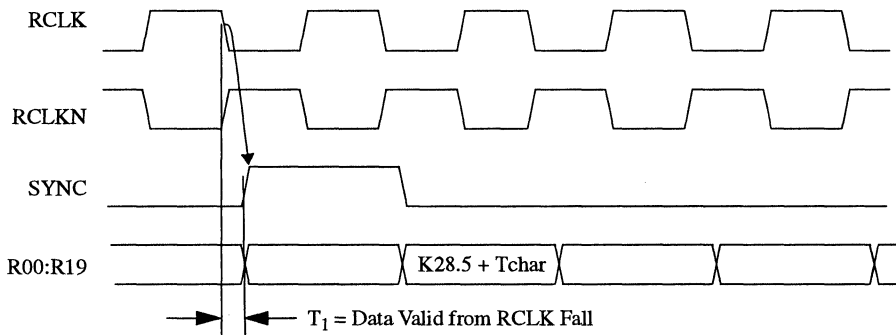 RCLK
RCLKN
SYNC
R00:R19
K28.5 + Tchar
T₁ = Data Valid from RCLK Fall